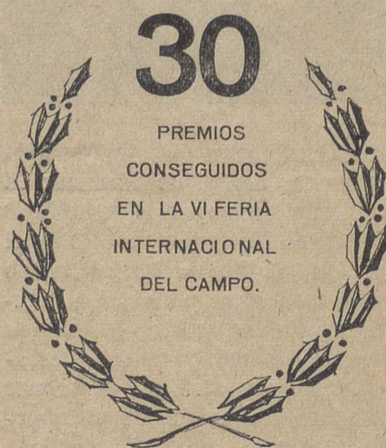 30
PREMIOS
CONSEGUIDOS
EN LA VI FERIA
INTERNACIONAL
DEL CAMPO.